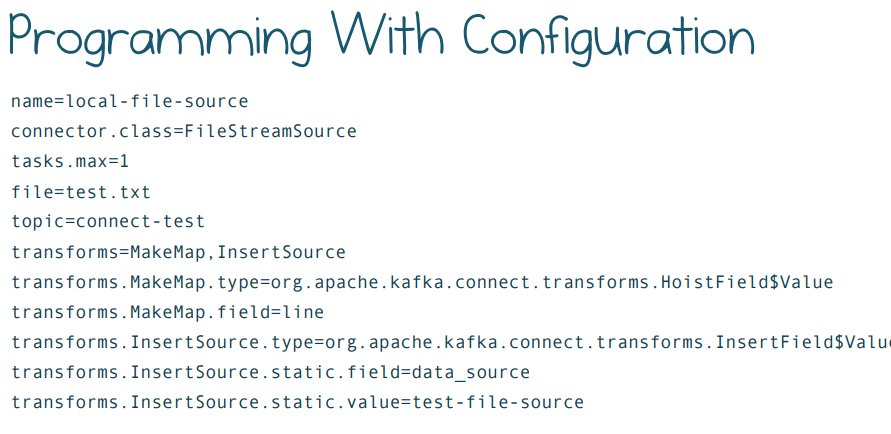 Programming With Configuration
name=local-file-source
connector.class=FileStreamSource
tasks.max=1
file=test.txt
topic=connect-test
transforms=MakeMap,InsertSource
transforms.MakeMap.type=org.apache.kafka.connect.transforms.HoistField$Value
transforms.MakeMap.field=line
transforms.InsertSource.type=org.apache.kafka.connect.transforms.InsertField$Valu
transforms.InsertSource.static.field=data_source
transforms.InsertSource.static.value=test-file-source